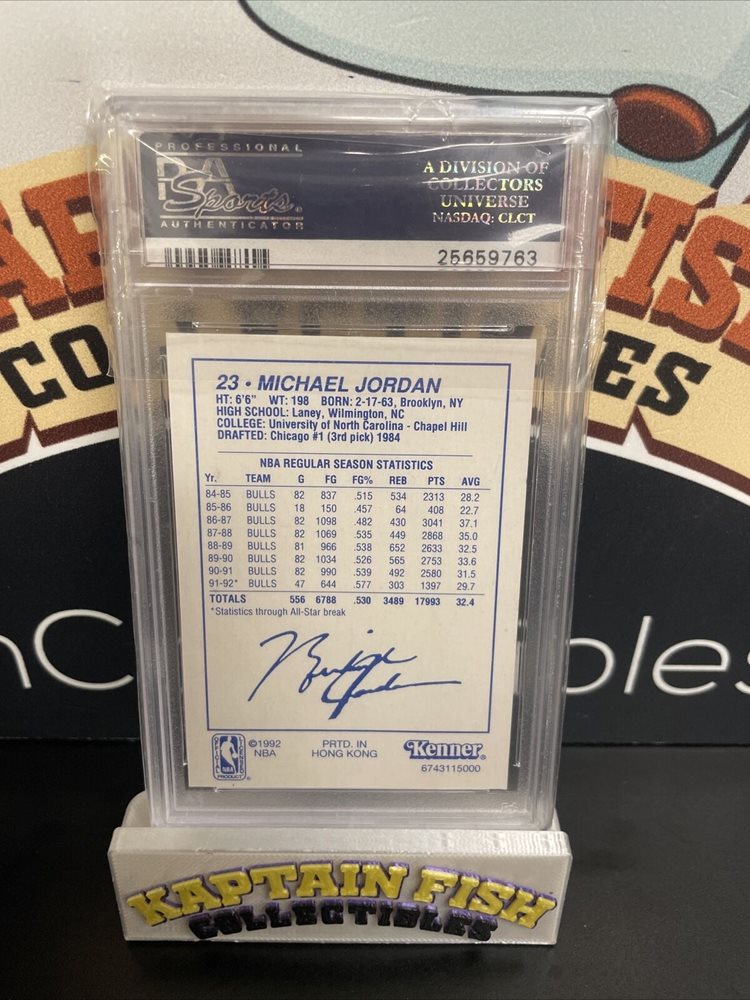 PROFESSIONAL
PSA
Sports
AUTHENTICATOR
A DIVISION OF
COLLECTORS
UNIVERSE
NASDAQ: CLCT
25659763
CO
ES
23 • MICHAEL JORDAN
HT: 6'6" WT: 198 BORN: 2-17-63, Brooklyn, NY
HIGH SCHOOL: Laney, Wilmington, NC
COLLEGE: University of North Carolina - Chapel Hill
DRAFTED: Chicago #1 (3rd pick) 1984
NBA REGULAR SEASON STATISTICS
Yr. TEAM G FG FG% REB PTS AVG
84-85 BULLS 82 837 .515 534 2313 28.2
85-86 BULLS 18 150 .457 64 408 22.7
86-87 BULLS 82 1098 .482 430 3041 37.1
87-88 BULLS 82 1069 .535 449 2868 35.0
88-89 BULLS 81 966 .538 652 2633 32.5
89-90 BULLS 82 1034 .526 565 2753 33.6
90-91 BULLS 82 990 .539 492 2580 31.5
91-92* BULLS 47 644 .577 303 1397 29.7
TOTALS 556 6788 .530 3489 17993 32.4
*Statistics through All-Star break
OFFICIAL LICENSED
NBA
PRODUCT
©1992
NBA
PRTD. IN
HONG KONG
Kenner®
6743115000
KAPTAIN FISH
COLLECTIBLES